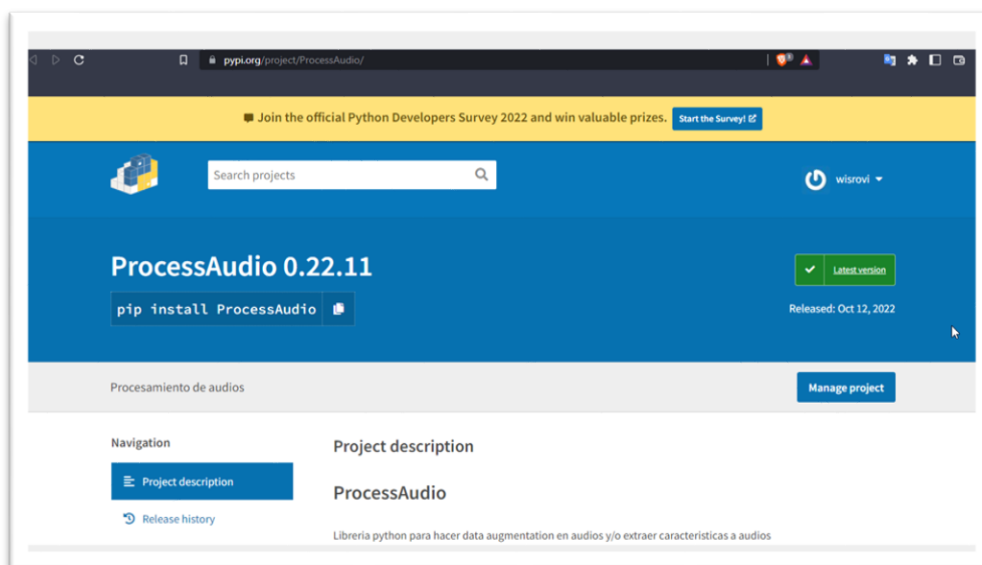 pypi.org/project/ProcessAudio/
Join the official Python Developers Survey 2022 and win valuable prizes. Start the Survey!
Search projects
wisrovi
ProcessAudio 0.22.11
Latest version
pip install ProcessAudio
Released: Oct 12, 2022
Procesamiento de audios
Manage project
Navigation
Project description
Project description
ProcessAudio
Release history
Libreria python para hacer data augmentation en audios y/o extraer caracteristicas a audios